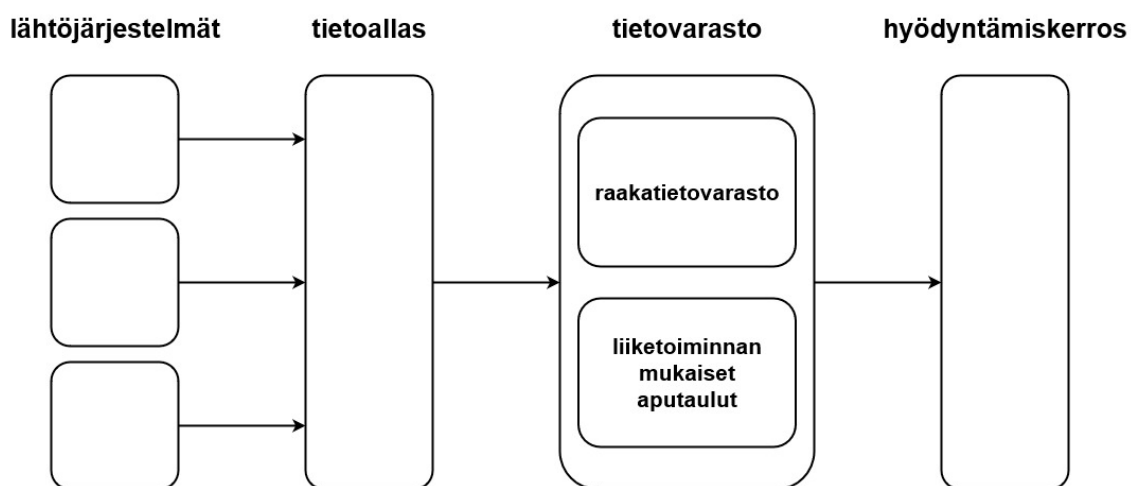 lähtöjärjestelmät
tietoallas
tietovarasto
hyödyntämiskerros
raakatietovarasto
liiketoiminnan
mukaiset
aputaulut